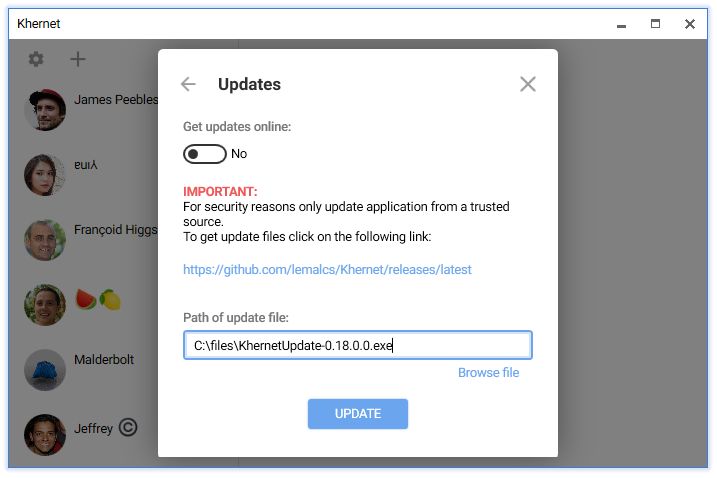 Khernet
Updates
James Peebles
Get updates online:
No
ɐuıʎ
IMPORTANT:
For security reasons only update application from a trusted
source.
To get update files click on the following link:
Françoid Higgs
https://github.com/lemalcs/Khernet/releases/latest
🍉🍋
Path of update file:
C:\files\KhernetUpdate-0.18.0.0.exe
Malderbolt
Browse file
UPDATE
Jeffrey ©